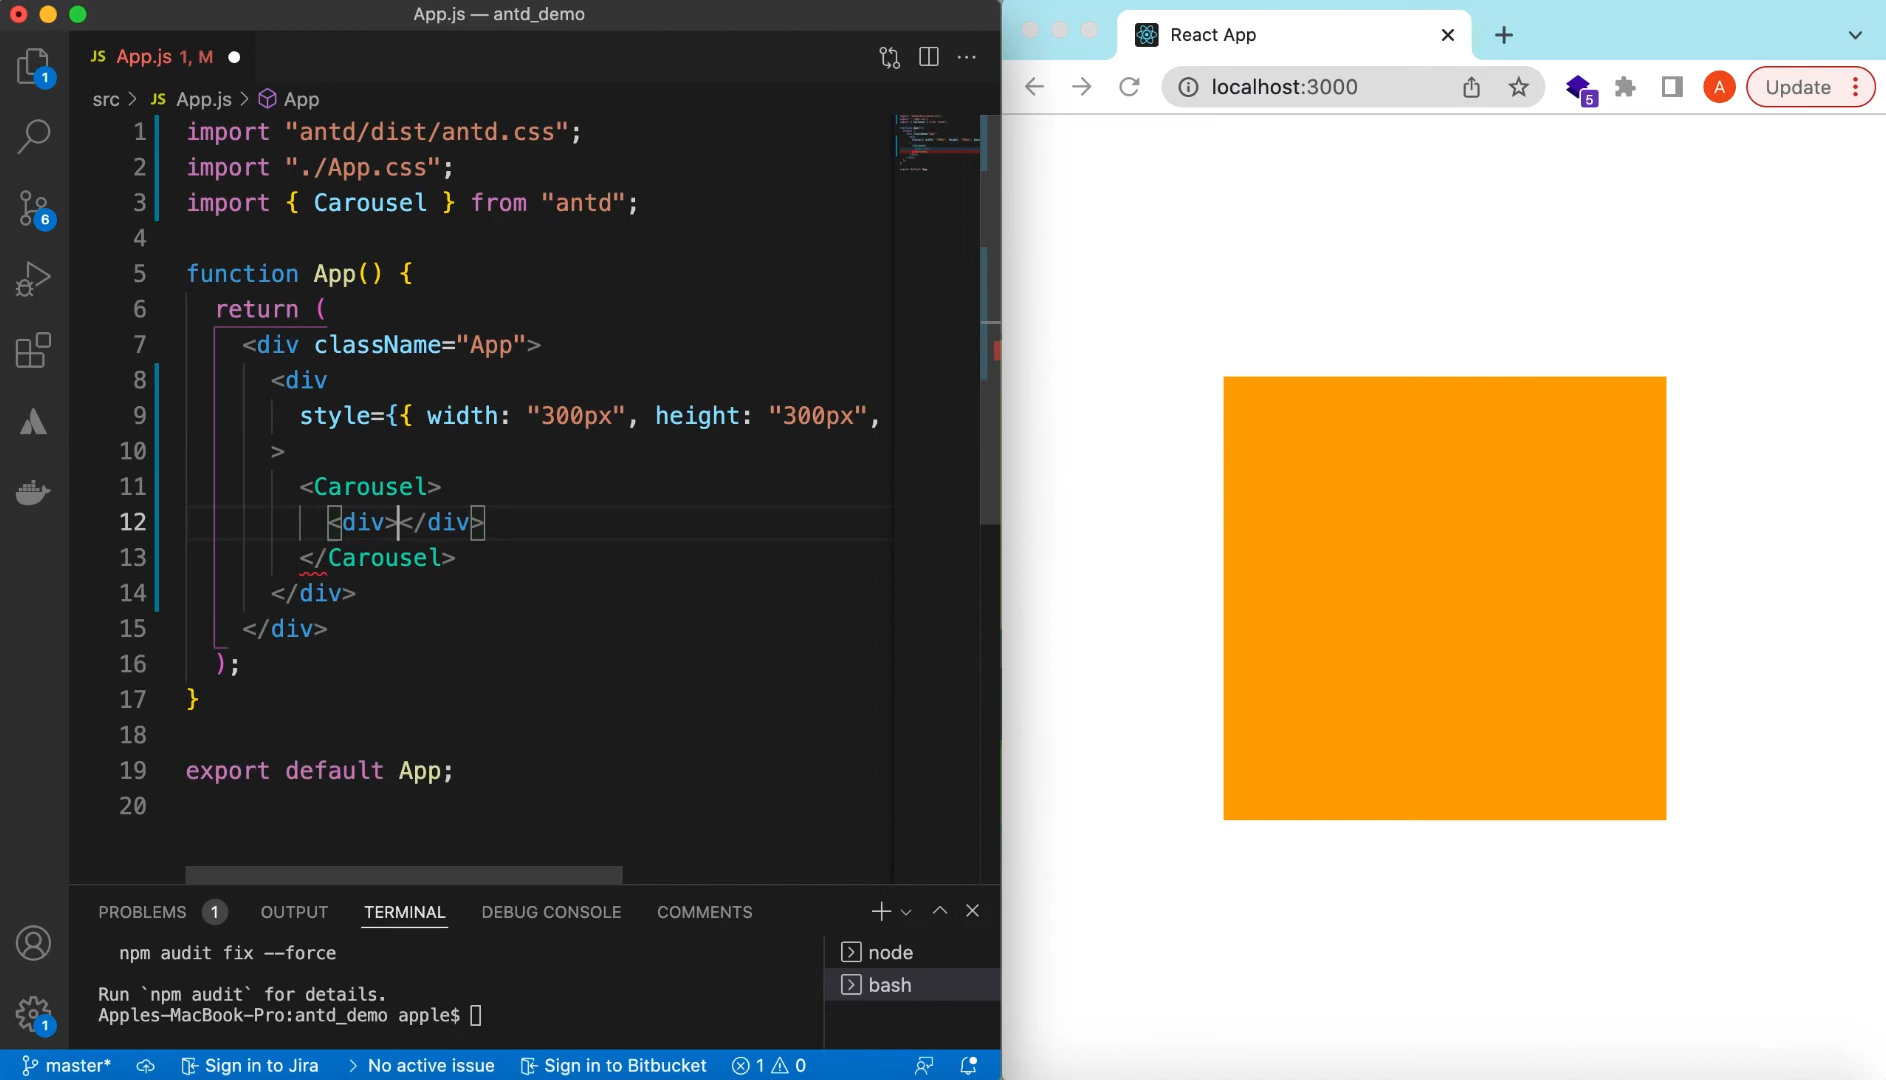 App.js — antd_demo
JS App.js 1, M
src > JS App.js > App
1 import "antd/dist/antd.css";
2 import "./App.css";
3 import { Carousel } from "antd";
4
5 function App() {
6 return (
7 <div className="App">
8 <div
9 style={{ width: "300px", height: "300px",
10 >
11 <Carousel>
12 <div></div>
13 </Carousel>
14 </div>
15 </div>
16 );
17 }
18
19 export default App;
20
1
6
1
PROBLEMS 1 OUTPUT TERMINAL DEBUG CONSOLE COMMENTS
npm audit fix --force
Run `npm audit` for details.
Apples-MacBook-Pro:antd_demo apple$
node
bash
master* Sign in to Jira > No active issue Sign in to Bitbucket 1 0
React App
localhost:3000
5
A
Update